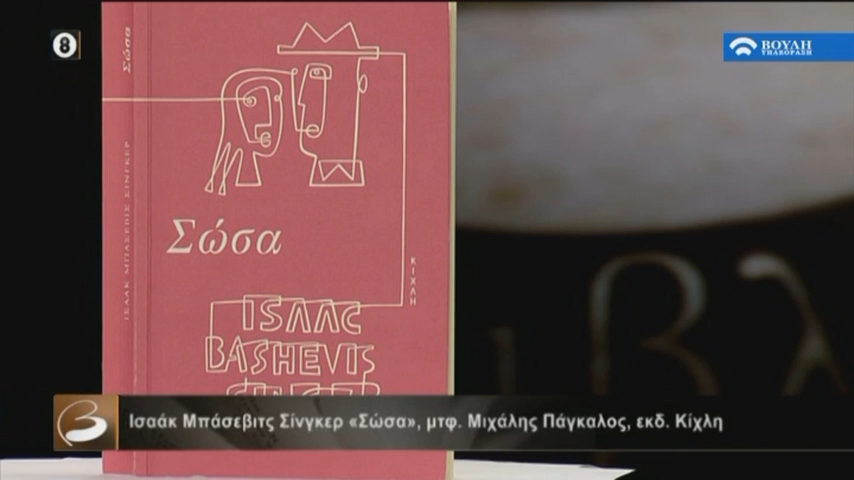 8
ΒΟΥΛΗ
ΤΗΛΕΟΡΑΣΗ
Σώσα
ΙΣΑΑΚ ΜΠΑΣΕΒΙΣ ΣΙΝΓΚΕΡ
Σώσα
ΚΙΧΛΗ
ISAAC
BASHEVIS
βλ
Ισαάκ Μπάσεβιτς Σίνγκερ «Σώσα», μτφ. Μιχάλης Πάγκαλος, εκδ. Κίχλη